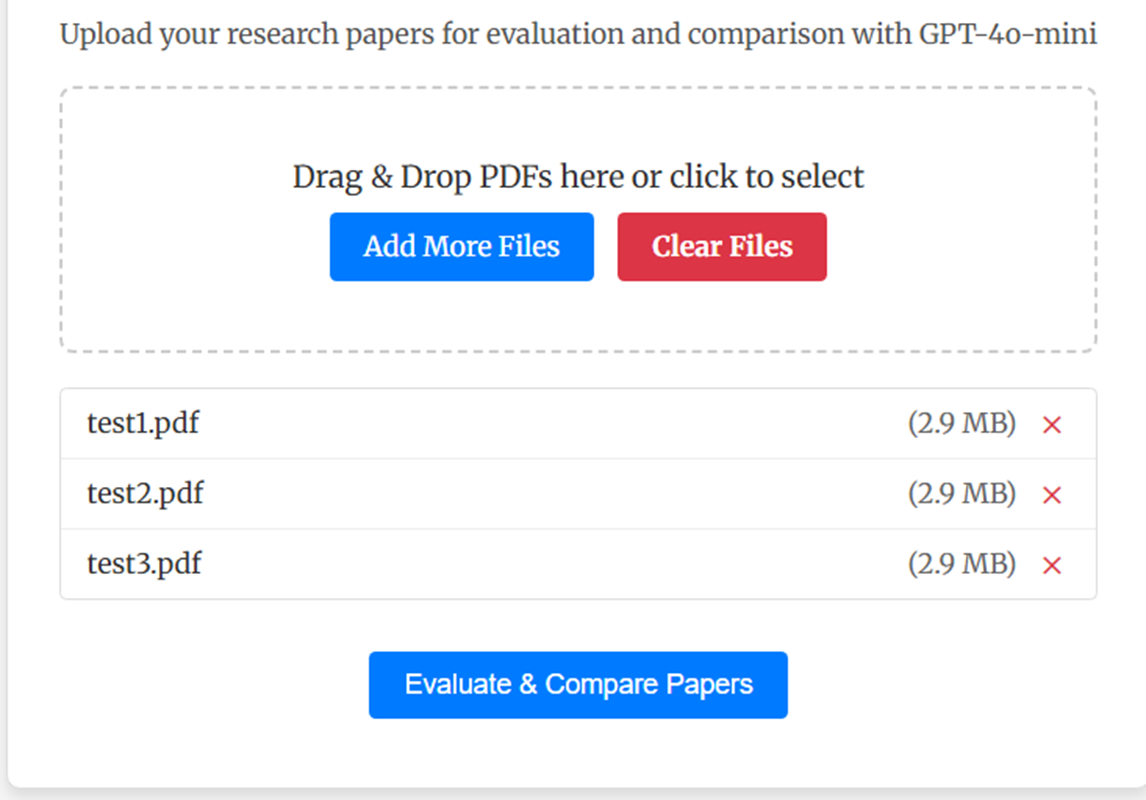 Upload your research papers for evaluation and comparison with GPT-4o-mini
Drag & Drop PDFs here or click to select
Add More Files Clear Files
test1.pdf (2.9 MB) ×
test2.pdf (2.9 MB) ×
test3.pdf (2.9 MB) ×
Evaluate & Compare Papers